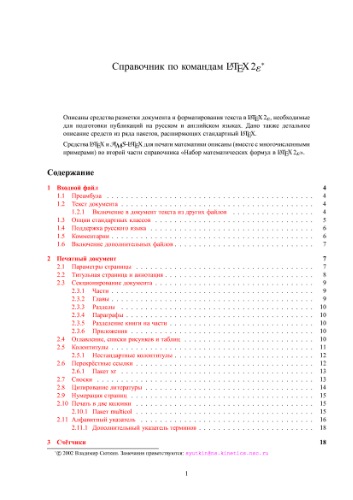 Справочник по командам LATEX 2ε*
Описаны средства разметки документа и форматирования текста в LATEX 2ε, необходимые
для подготовки публикаций на русском и английском языках. Дано также детальное
описание средств из ряда пакетов, расширяющих стандартный LATEX.
Средства LATEX и AMS-LATEX для печати математики описаны (вместе с многочисленными
примерами) во второй части справочника «Набор математических формул в LATEX 2ε».
Содержание
1 Входной файл 4
1.1 Преамбула . . . 4
1.2 Текст документа . . . 4
1.2.1 Включение в документ текста из других файлов . . . 4
1.3 Опции стандартных классов . . . 5
1.4 Поддержка русского языка . . . 6
1.5 Комментарии . . . 6
1.6 Включение дополнительных файлов . . . 7
2 Печатный документ 7
2.1 Параметры страницы . . . 7
2.2 Титульная страница и аннотация . . . 8
2.3 Секционирование документа . . . 9
2.3.1 Части . . . 9
2.3.2 Главы . . . 9
2.3.3 Разделы . . . 10
2.3.4 Параграфы . . . 10
2.3.5 Разделение книги на части . . . 10
2.3.6 Приложения . . . 10
2.4 Оглавление, списки рисунков и таблиц . . . 10
2.5 Колонтитулы . . . 11
2.5.1 Нестандартные колонтитулы . . . 12
2.6 Перекрёстные ссылки . . . 12
2.6.1 Пакет xr . . . 13
2.7 Сноски . . . 13
2.8 Цитирование литературы . . . 14
2.9 Нумерация страниц . . . 15
2.10 Печать в две колонки . . . 15
2.10.1 Пакет multicol . . . 15
2.11 Алфавитный указатель . . . 16
2.11.1 Дополнительный указатель терминов . . . 18
3 Счётчики 18
© 2002 Владимир Сюткин. Замечания приветствуются:
1